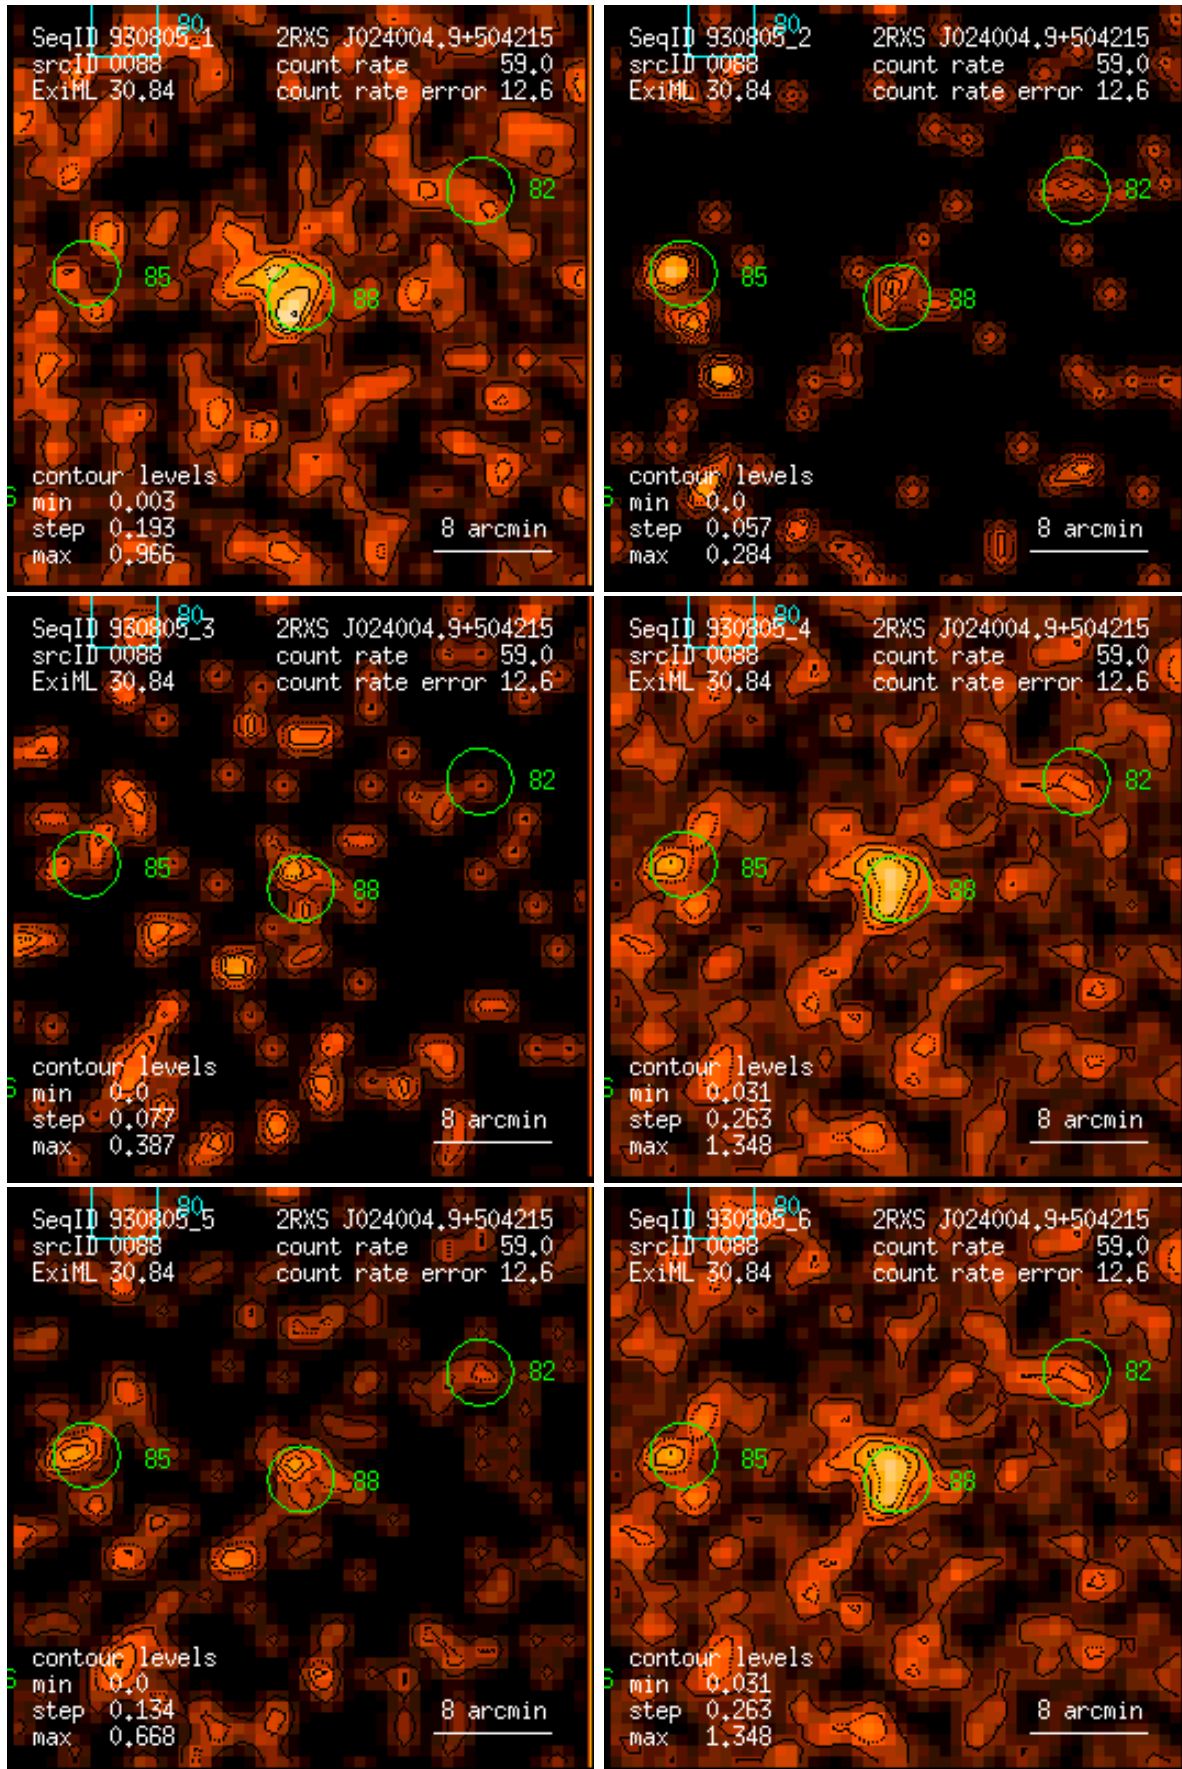 80
SeqID 930805_1 2RXS J024004.9+504215
srcID 0088 count rate 59.0
ExiML 30.84 count rate error 12.6
82
85
88
contour levels
min 0.003
step 0.193
max 0.966
8 arcmin
80
SeqID 930805_2 2RXS J024004.9+504215
srcID 0088 count rate 59.0
ExiML 30.84 count rate error 12.6
82
85
88
contour levels
min 0.0
step 0.057
max 0.284
8 arcmin
80
SeqID 930805_3 2RXS J024004.9+504215
srcID 0088 count rate 59.0
ExiML 30.84 count rate error 12.6
82
85
88
contour levels
min 0.0
step 0.077
max 0.387
8 arcmin
80
SeqID 930805_4 2RXS J024004.9+504215
srcID 0088 count rate 59.0
ExiML 30.84 count rate error 12.6
82
85
88
contour levels
min 0.031
step 0.263
max 1.348
8 arcmin
80
SeqID 930805_5 2RXS J024004.9+504215
srcID 0088 count rate 59.0
ExiML 30.84 count rate error 12.6
82
85
88
contour levels
min 0.0
step 0.134
max 0.668
8 arcmin
80
SeqID 930805_6 2RXS J024004.9+504215
srcID 0088 count rate 59.0
ExiML 30.84 count rate error 12.6
82
85
88
contour levels
min 0.031
step 0.263
max 1.348
8 arcmin